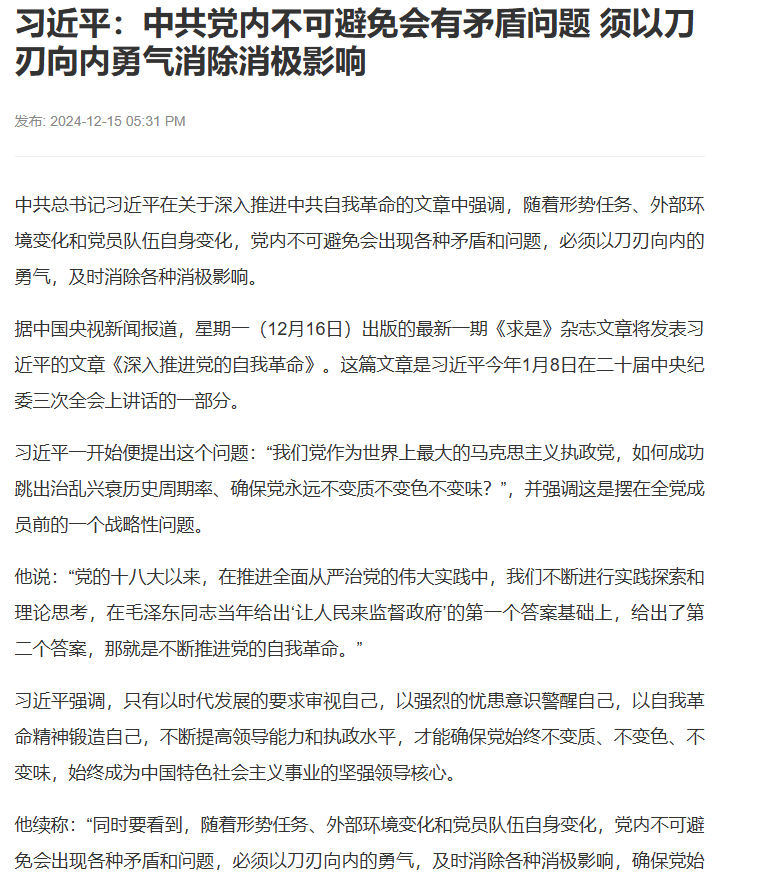 习近平：中共党内不可避免会有矛盾问题 须以刀
刃向内勇气消除消极影响
发布: 2024-12-15 05:31 PM
中共总书记习近平在关于深入推进中共自我革命的文章中强调，随着形势任务、外部环
境变化和党员队伍自身变化，党内不可避免会出现各种矛盾和问题，必须以刀刃向内的
勇气，及时消除各种消极影响。
据中国央视新闻报道，星期一（12月16日）出版的最新一期《求是》杂志文章将发表习
近平的文章《深入推进党的自我革命》。这篇文章是习近平今年1月8日在二十届中央纪
委三次全会上讲话的一部分。
习近平一开始便提出这个问题：“我们党作为世界上最大的马克思主义执政党，如何成功
跳出治乱兴衰历史周期率、确保党永远不变质不变色不变味？”，并强调这是摆在全党成
员前的一个战略性问题。
他说：“党的十八大以来，在推进全面从严治党的伟大实践中，我们不断进行实践探索和
理论思考，在毛泽东同志当年给出‘让人民来监督政府’的第一个答案基础上，给出了第
二个答案，那就是不断推进党的自我革命。”
习近平强调，只有以时代发展的要求审视自己，以强烈的忧患意识警醒自己，以自我革
命精神锻造自己，不断提高领导能力和执政水平，才能确保党始终不变质、不变色、不
变味，始终成为中国特色社会主义事业的坚强领导核心。
他续称：“同时要看到，随着形势任务、外部环境变化和党员队伍自身变化，党内不可避
免会出现各种矛盾和问题，必须以刀刃向内的勇气，及时消除各种消极影响，确保党始